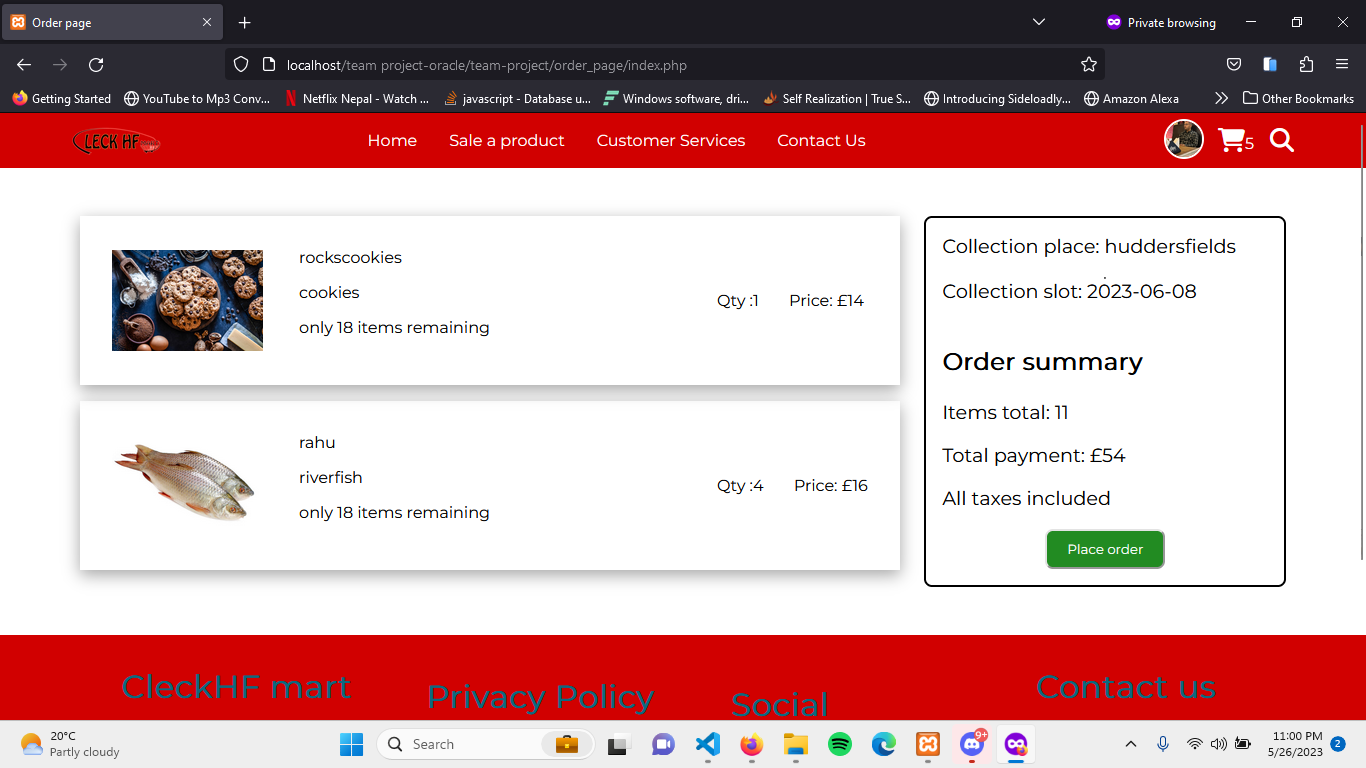 Order page
Private browsing
localhost/team project-oracle/team-project/order_page/index.php
Getting Started YouTube to Mp3 Conv... Netflix Nepal - Watch ... javascript - Database u... Windows software, dri... Self Realization | True S... Introducing Sideloadly... Amazon Alexa Other Bookmarks
LECK HF Home Sale a product Customer Services Contact Us 5
rockscookies
cookies
only 18 items remaining
Qty :1 Price: £14
rahu
riverfish
only 18 items remaining
Qty :4 Price: £16
Collection place: huddersfields
Collection slot: 2023-06-08
Order summary
Items total: 11
Total payment: £54
All taxes included
Place order
CleckHF mart Privacy Policy Social Contact us
20°C
Partly cloudy
Search
9+
11:00 PM
5/26/2023
2